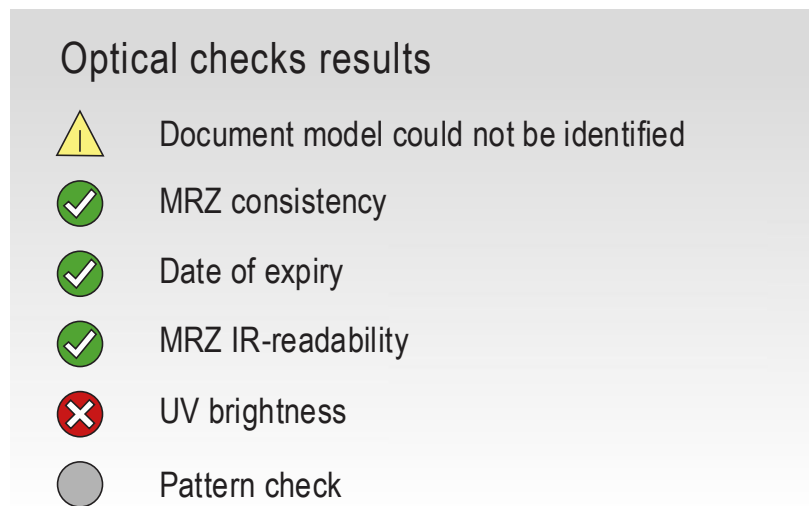 Optical checks results
Document model could not be identified
MRZ consistency
Date of expiry
MRZ IR-readability
UV brightness
Pattern check